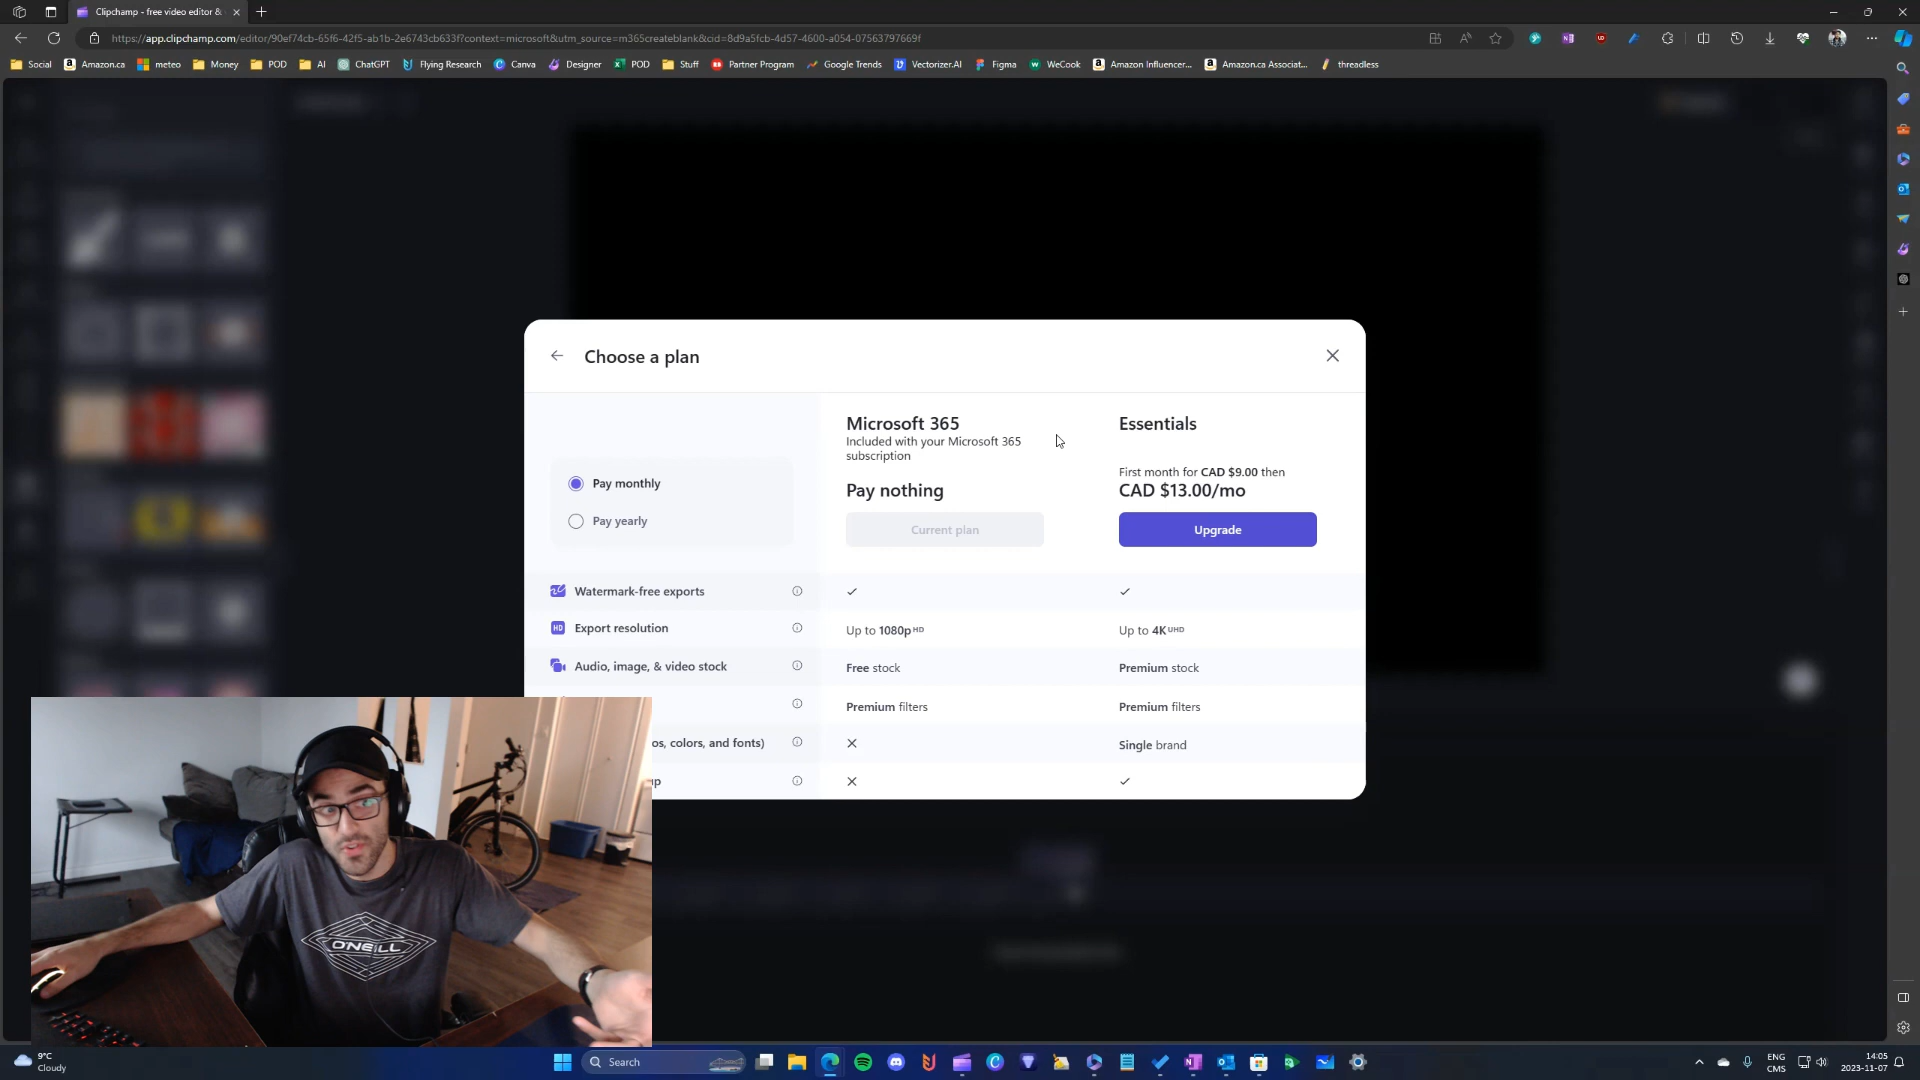 Clipchamp - free video editor &
https://app.clipchamp.com/editor/90ef74cb-65f6-42f5-ab1b-2e6743cb633f?context=microsoft&utm_source=m365createblank&cid=8d9a5fcb-4d57-4600-a054-07563797669f
Social Amazon.ca meteo Money POD AI ChatGPT Flying Research Canva Designer POD Stuff Partner Program Google Trends Vectorizer.AI Figma WeCook Amazon Influencer... Amazon.ca Associat... threadless
Choose a plan
Microsoft 365
Included with your Microsoft 365
subscription
Essentials
First month for CAD $9.00 then
Pay monthly
Pay nothing
CAD $13.00/mo
Pay yearly
Current plan
Upgrade
Watermark-free exports
Export resolution
Up to 1080p HD
Up to 4K UHD
Audio, image, & video stock
Free stock
Premium stock
Premium filters
Premium filters
os, colors, and fonts)
Single brand
up
O'NEILL
9°C
Cloudy
Search
ENG
CMS
14:05
2023-11-07